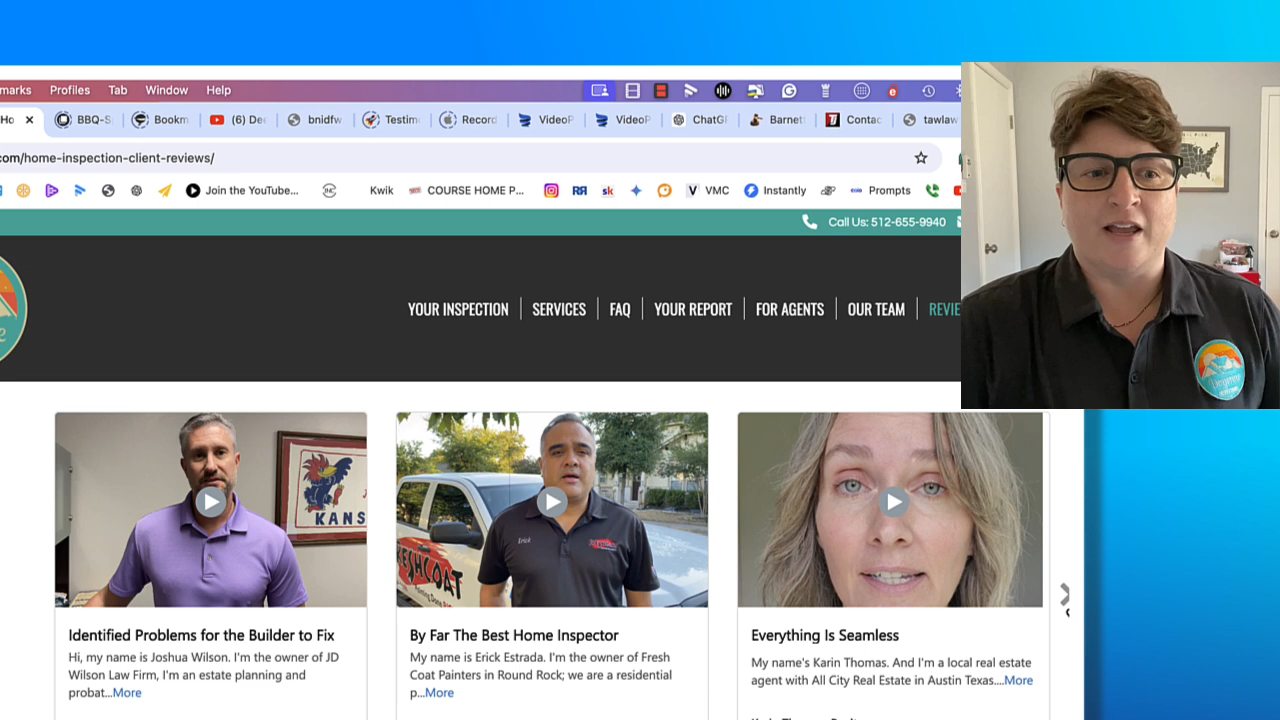 marks Profiles Tab Window Help
Ho BBQ-S Bookm (6) De Testim Record VideoP VideoP ChatGI Barnet Contac tawlaw
com/home-inspection-client-reviews/
Join the YouTube... Kwik COURSE HOME P... VMC Instantly Prompts
Call Us: 512-655-9940
YOUR INSPECTION SERVICES FAQ YOUR REPORT FOR AGENTS OUR TEAM REVIE
KANS
Erick
FRESHCOAT
Identified Problems for the Builder to Fix
Hi, my name is Joshua Wilson. I'm the owner of JD
Wilson Law Firm, I'm an estate planning and
probat...More
By Far The Best Home Inspector
My name is Erick Estrada. I'm the owner of Fresh
Coat Painters in Round Rock; we are a residential
p...More
Everything Is Seamless
My name's Karin Thomas. And I'm a local real estate
agent with All City Real Estate in Austin Texas....More